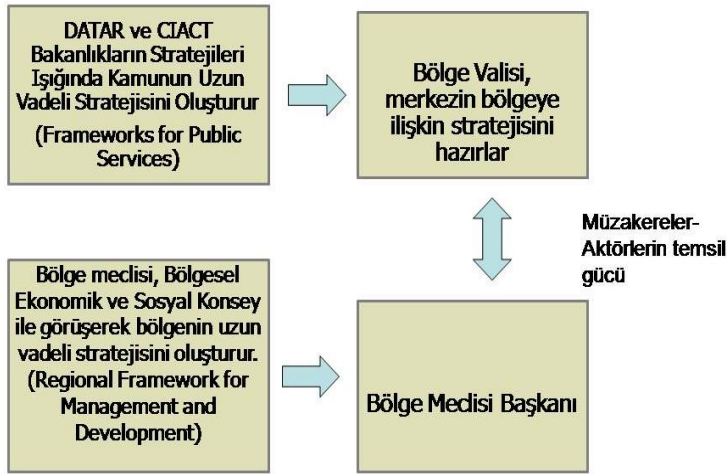 DATAR ve CIACT
Bakanlıkların Stratejileri
Işığında Kamunun Uzun
Vadeli Stratejisini Oluşturur
(Frameworks for Public
Services)
Bölge Valisi,
merkezin bölgeye
ilişkin stratejisini
hazırlar
Müzakereler-
Aktörlerin temsil
gücü
Bölge meclisi, Bölgesel
Ekonomik ve Sosyal Konsey
ile görüşerek bölgenin uzun
vadeli stratejisini oluşturur.
(Regional Framework for
Management and
Development)
Bölge Meclisi Başkanı